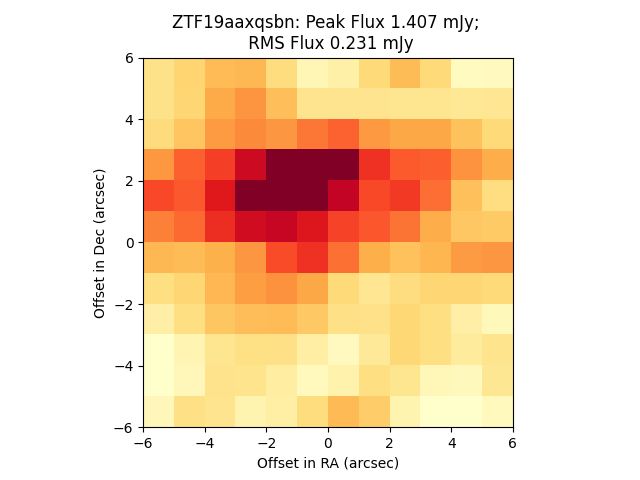 ZTF19aaxqsbn: Peak Flux 1.407 mJy;
RMS Flux 0.231 mJy
6
4
2
0
−2
−4
−6
Offset in Dec (arcsec)
−6 −4 −2 0 2 4 6
Offset in RA (arcsec)